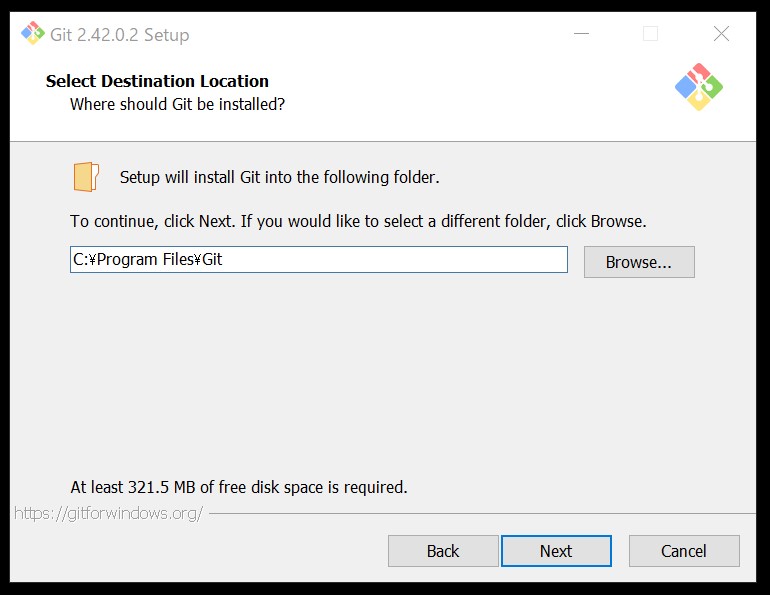 Git 2.42.0.2 Setup
Select Destination Location
Where should Git be installed?
Setup will install Git into the following folder.
To continue, click Next. If you would like to select a different folder, click Browse.
C:¥Program Files¥Git
Browse...
At least 321.5 MB of free disk space is required.
https://gitforwindows.org/
Back
Next
Cancel